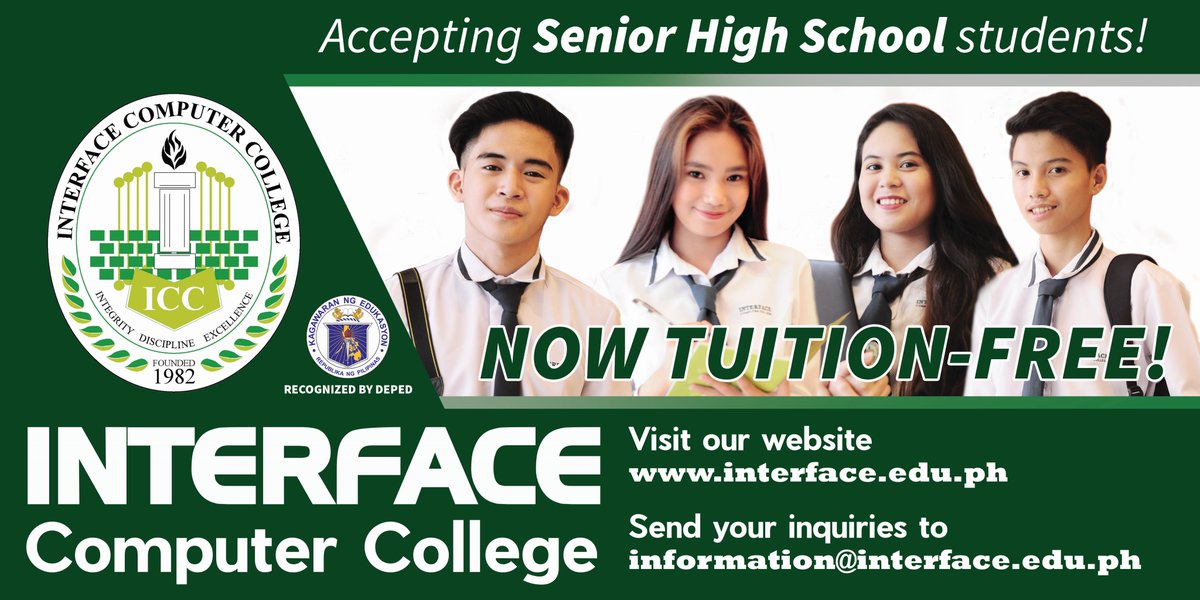 Accepting Senior High School students!
INTERFACE COMPUTER COLLEGE
ICC
INTEGRITY DISCIPLINE EXCELLENCE
FOUNDED
1982
KAGAWARAN NG EDUKASYON
REPUBLIKA NG PILIPINAS
RECOGNIZED BY DEPED
INTERFACE
NOW TUITION-FREE!
INTERFACE
Computer College
Visit our website
www.interface.edu.ph
Send your inquiries to
information@interface.edu.ph